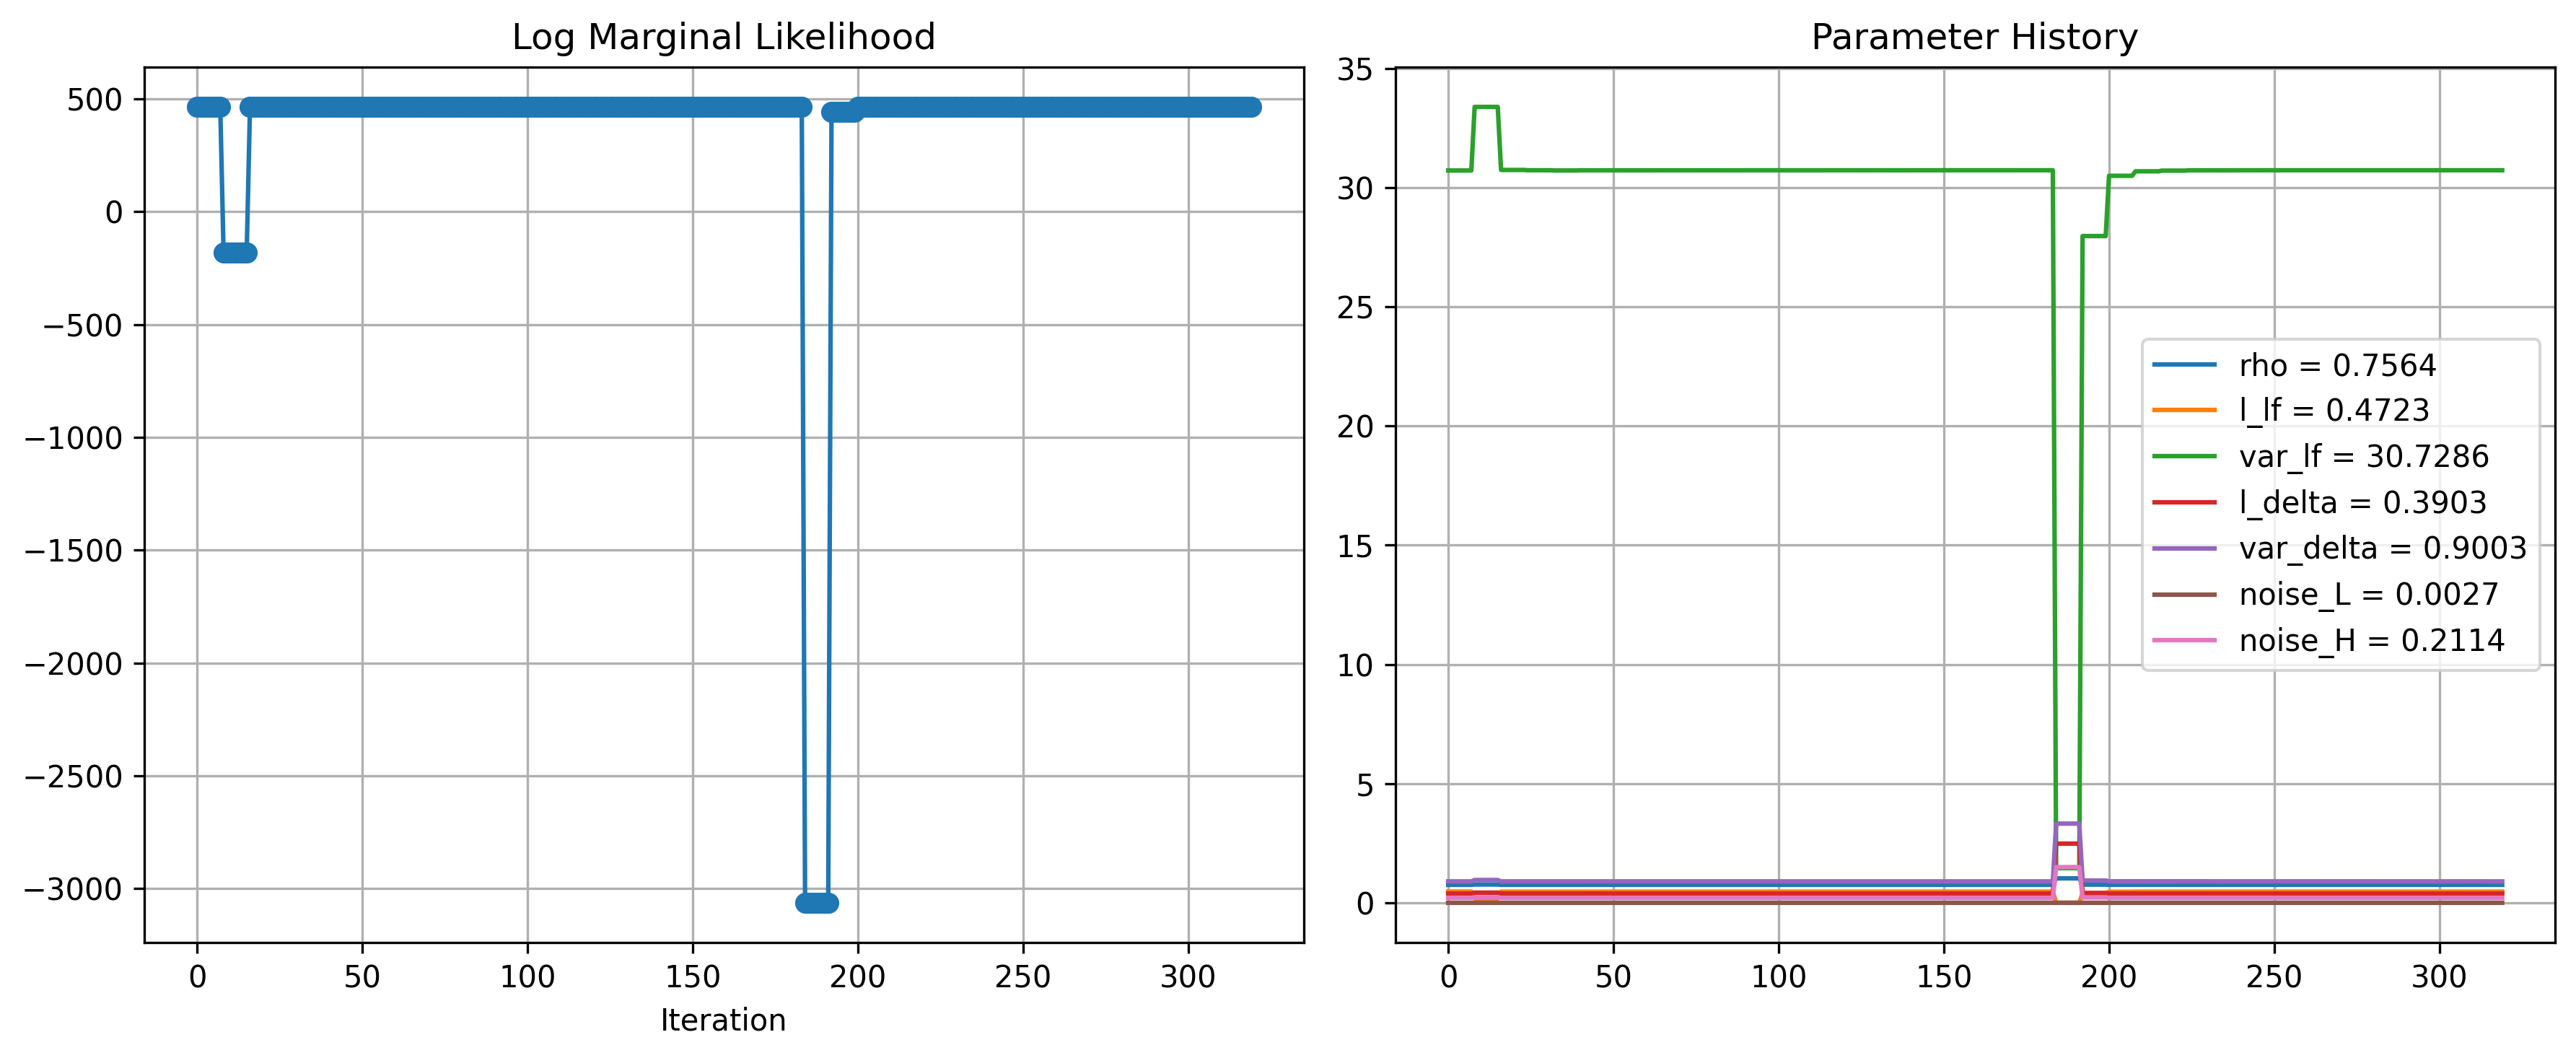 Log Marginal Likelihood
500
0
−500
−1000
−1500
−2000
−2500
−3000
0 50 100 150 200 250 300
Iteration
Parameter History
35
30
25
20
15
10
5
0
rho = 0.7564
l_lf = 0.4723
var_lf = 30.7286
l_delta = 0.3903
var_delta = 0.9003
noise_L = 0.0027
noise_H = 0.2114
0 50 100 150 200 250 300